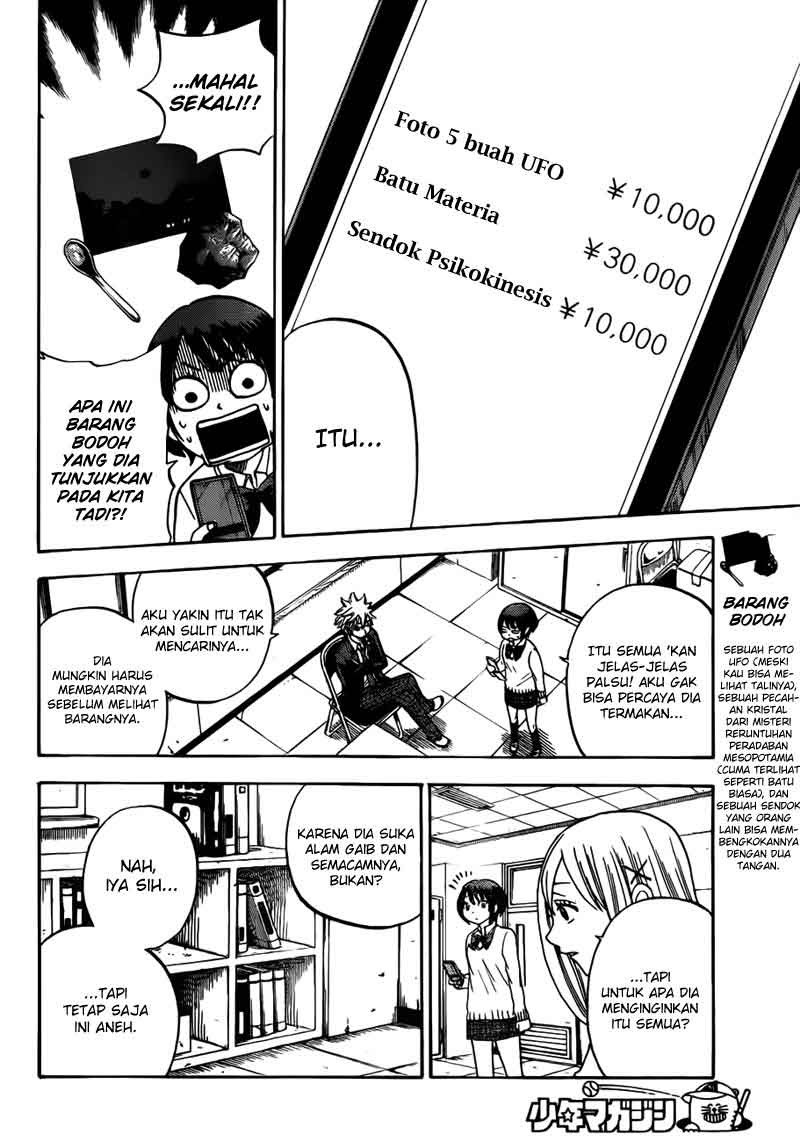 Foto 5 buah UFO ¥10,000
Batu Materia ¥30,000
Sendok Psikokinesis ¥10,000
ITU...
...MAHAL
SEKALI!!
APA INI
BARANG
BODOH
YANG DIA
TUNJUKKAN
PADA KITA
TADI?!
BARANG
BODOH
SEBUAH FOTO
UFO (MESKI
KAU BISA ME-
LIHAT TALINYA),
SEBUAH PECAH-
AN KRISTAL
DARI MISTERI
RERUNTUHAN
PERADABAN
MESOPOTAMIA
(CUMA TERLIHAT
SEPERTI BATU
BIASA), DAN
SEBUAH SENDOK
YANG ORANG
LAIN BISA MEM-
BENGKOKANNYA
DENGAN DUA
TANGAN.
ITU SEMUA 'KAN
JELAS-JELAS
PALSU! AKU GAK
BISA PERCAYA DIA
TERMAKAN...
AKU YAKIN ITU TAK
AKAN SULIT UNTUK
MENCARINYA...
DIA
MUNGKIN HARUS
MEMBAYARNYA
SEBELUM MELIHAT
BARANGNYA.
...TAPI
UNTUK APA DIA
MENGINGINKAN
ITU SEMUA?
KARENA DIA SUKA
ALAM GAIB DAN
SEMACAMNYA,
BUKAN?
NAH,
IYA SIH...
...TAPI
TETAP SAJA
INI ANEH.
少年マガジン